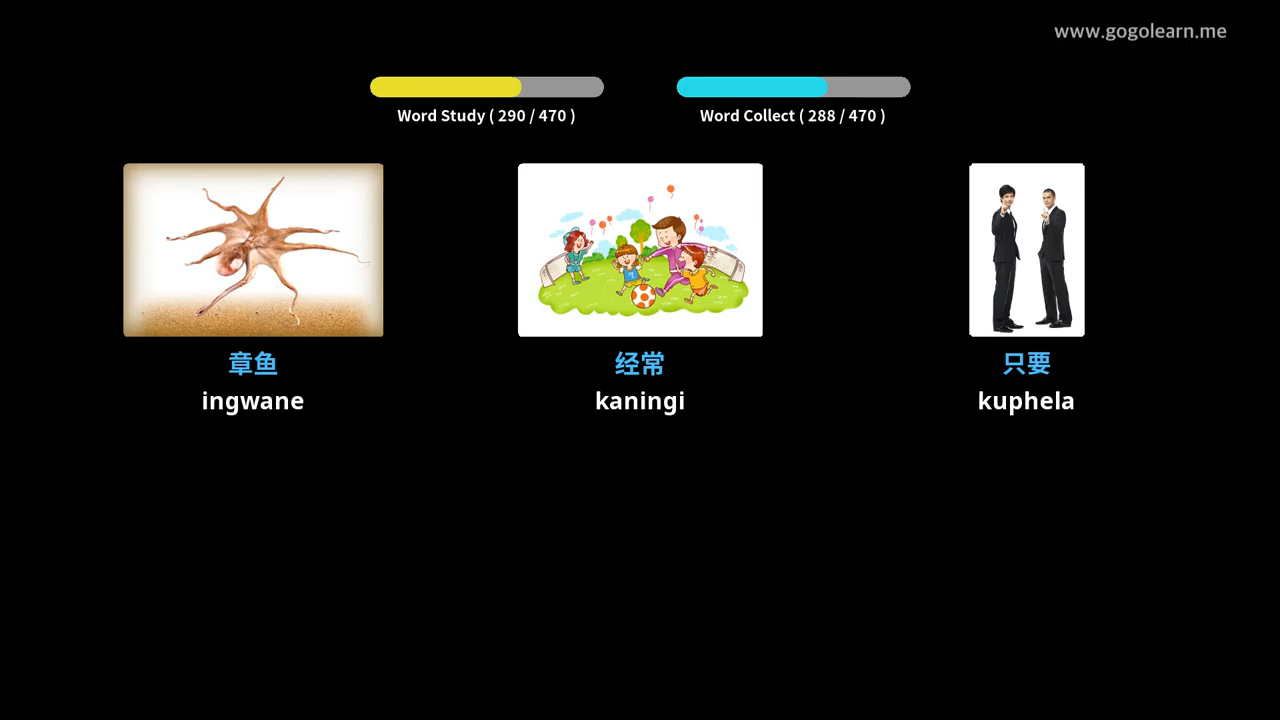 www.gogolearn.me
Word Study ( 290 / 470 )
Word Collect ( 288 / 470 )
章鱼
经常
只要
ingwane
kaningi
kuphela